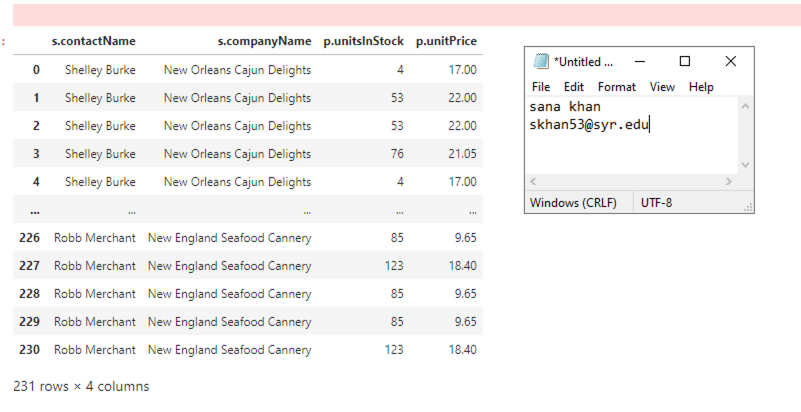 :
s.contactName s.companyName p.unitsInStock p.unitPrice
0 Shelley Burke New Orleans Cajun Delights 4 17.00
1 Shelley Burke New Orleans Cajun Delights 53 22.00
2 Shelley Burke New Orleans Cajun Delights 53 22.00
3 Shelley Burke New Orleans Cajun Delights 76 21.05
4 Shelley Burke New Orleans Cajun Delights 4 17.00
... ... ... ... ...
226 Robb Merchant New England Seafood Cannery 85 9.65
227 Robb Merchant New England Seafood Cannery 123 18.40
228 Robb Merchant New England Seafood Cannery 85 9.65
229 Robb Merchant New England Seafood Cannery 85 9.65
230 Robb Merchant New England Seafood Cannery 123 18.40
231 rows × 4 columns
*Untitled ...
File Edit Format View Help
sana khan
skhan53@syr.edu
Windows (CRLF) UTF-8